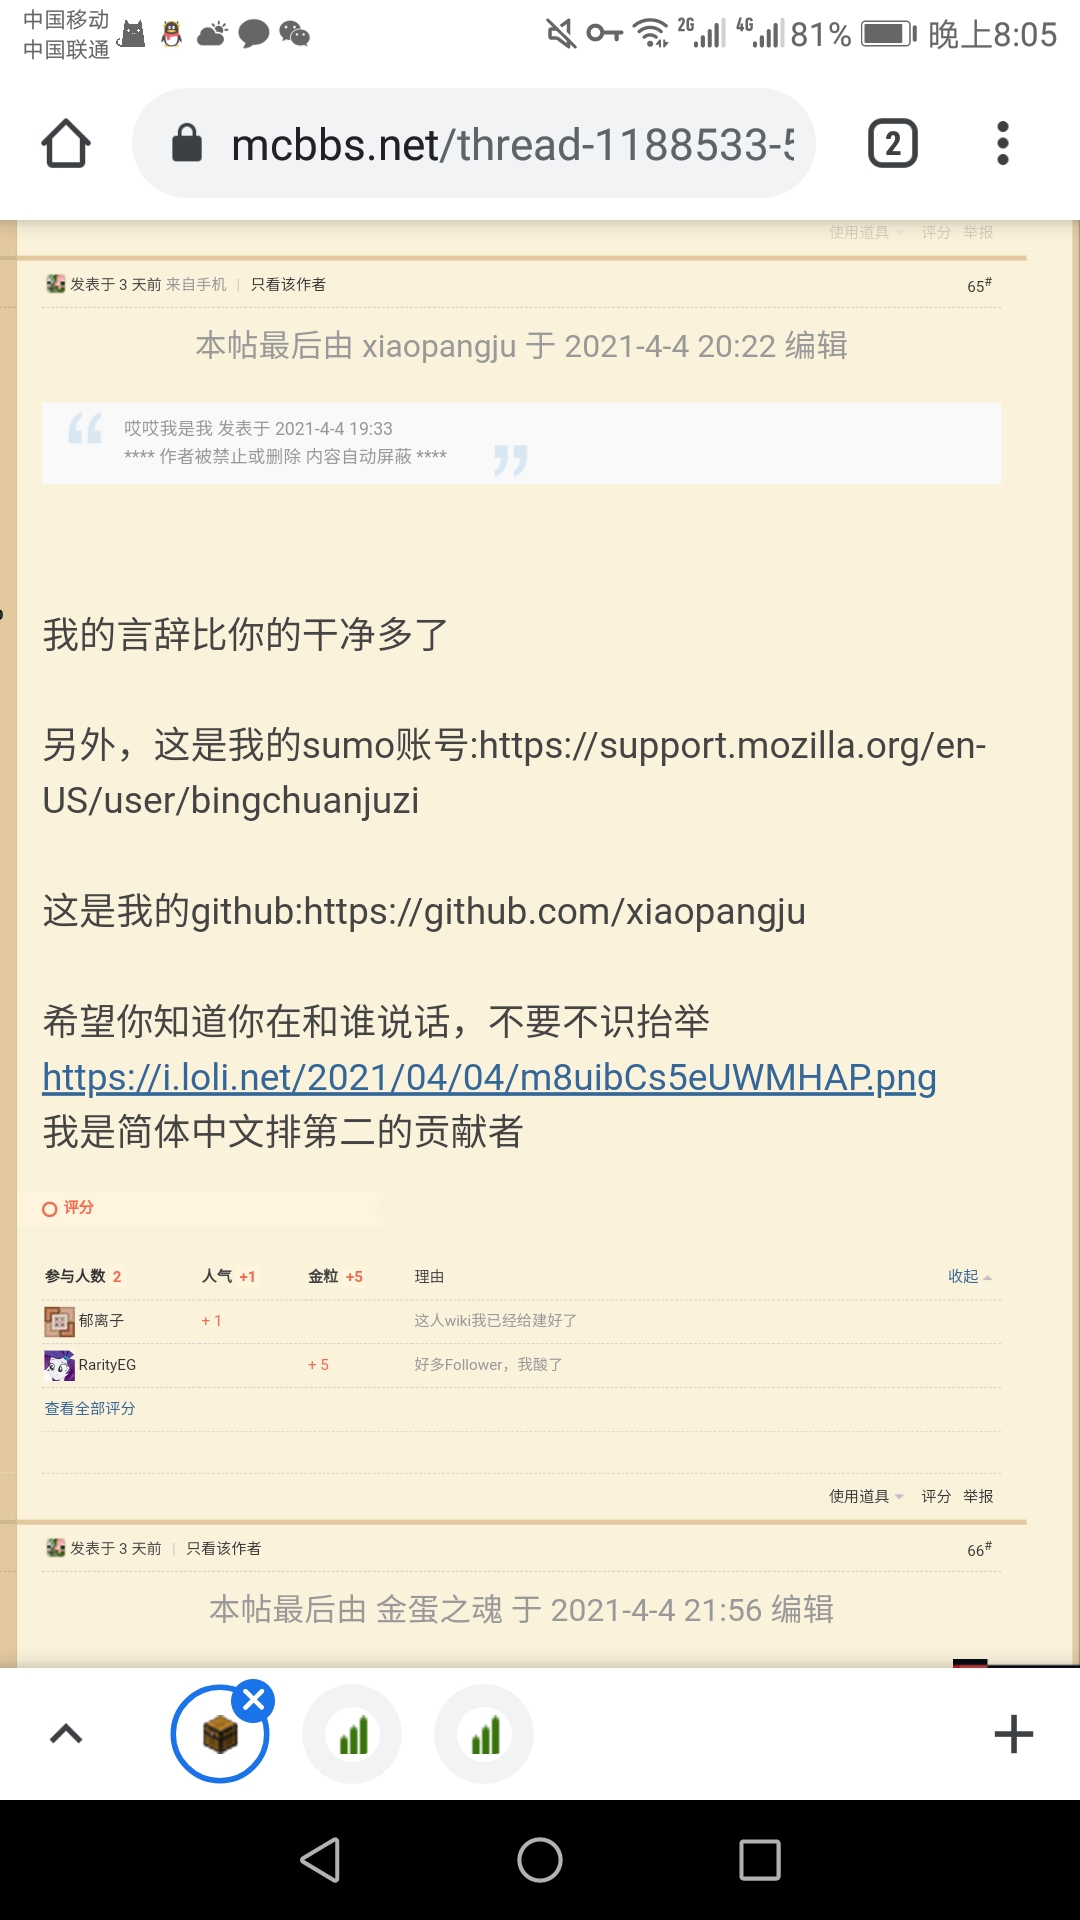 中国移动
中国联通
2G
4G
81%
晚上8:05
mcbbs.net/thread-1188533-5
2
使用道具 评分 举报
发表于 3 天前 来自手机 | 只看该作者
65#
本帖最后由 xiaopangju 于 2021-4-4 20:22 编辑
哎哎我是我 发表于 2021-4-4 19:33
**** 作者被禁止或删除 内容自动屏蔽 ****
我的言辞比你的干净多了
另外，这是我的sumo账号:https://support.mozilla.org/en-
US/user/bingchuanjuzi
这是我的github:https://github.com/xiaopangju
希望你知道你在和谁说话，不要不识抬举
https://i.loli.net/2021/04/04/m8uibCs5eUWMHAP.png
我是简体中文排第二的贡献者
评分
参与人数 2 人气 +1 金粒 +5 理由 收起
郁离子 + 1 这人wiki我已经给建好了
RarityEG + 5 好多Follower，我酸了
查看全部评分
使用道具 评分 举报
发表于 3 天前 | 只看该作者
66#
本帖最后由 金蛋之魂 于 2021-4-4 21:56 编辑